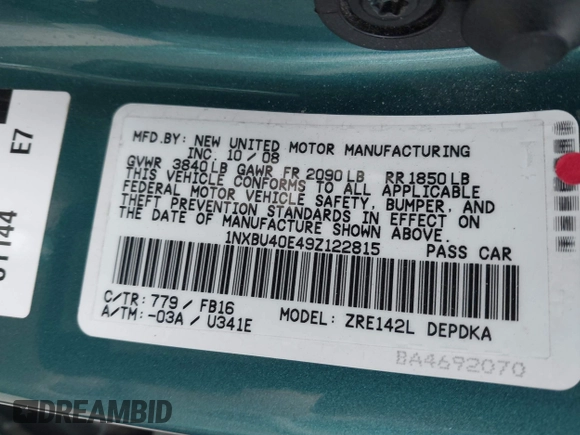 MFD.BY: NEW UNITED MOTOR MANUFACTURING
INC. 10 / 08
GVWR 3840LB GAWR FR 2090LB RR 1850LB
THIS VEHICLE CONFORMS TO ALL APPLICABLE
FEDERAL MOTOR VEHICLE SAFETY, BUMPER, AND
THEFT PREVENTION STANDARDS IN EFFECT ON
THE DATE OF MANUFACTURE SHOWN ABOVE.
1NXBU40E49Z122815 PASS CAR
C/TR: 779 / FB16
A/TM: -03A / U341E
MODEL: ZRE142L DEPDKA
BA4692070
E7
DREAMBID